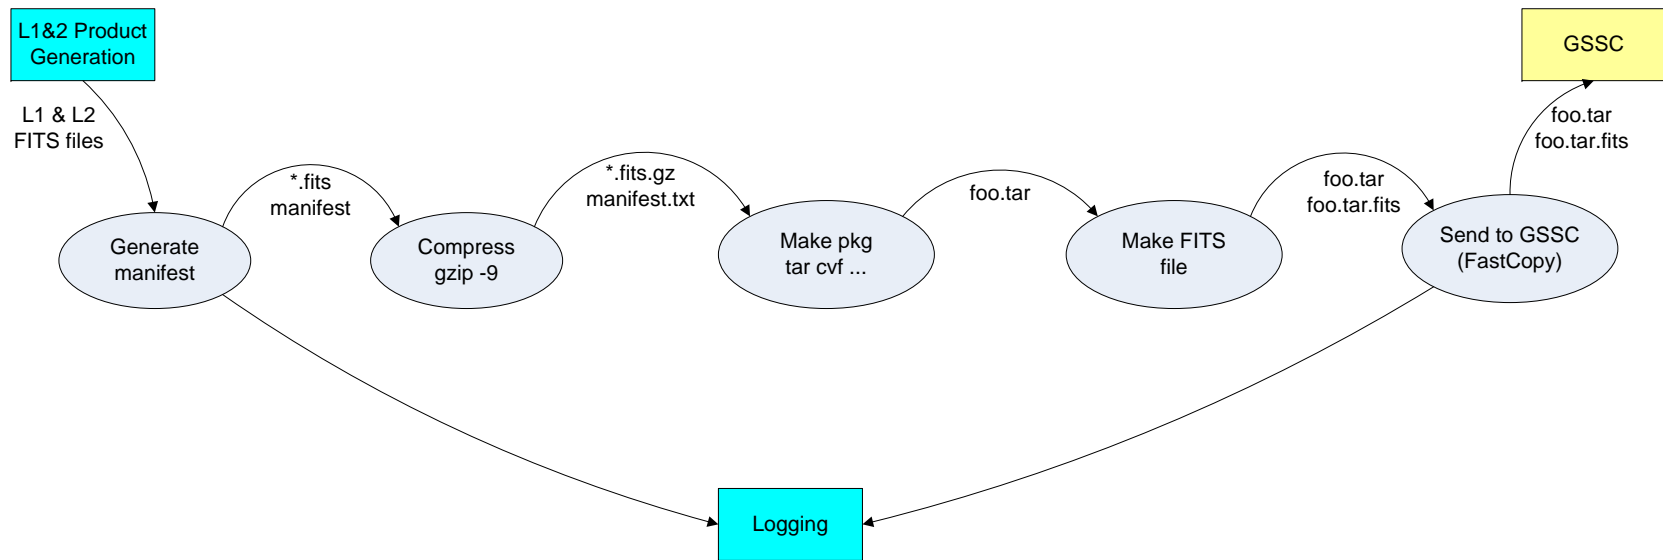 L1&2 Product
Generation
GSSC
L1 & L2
FITS files
foo.tar
foo.tar.fits
*.fits
manifest
*.fits.gz
manifest.txt
foo.tar
foo.tar
foo.tar.fits
Generate
manifest
Compress
gzip -9
Make pkg
tar cvf ...
Make FITS
file
Send to GSSC
(FastCopy)
Logging